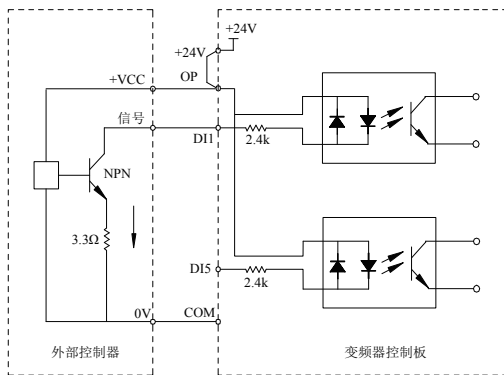 +24V
+24V
+VCC
OP
信号
DI1
2.4k
NPN
3.3Ω
DI5
2.4k
0V
COM
外部控制器
变频器控制板